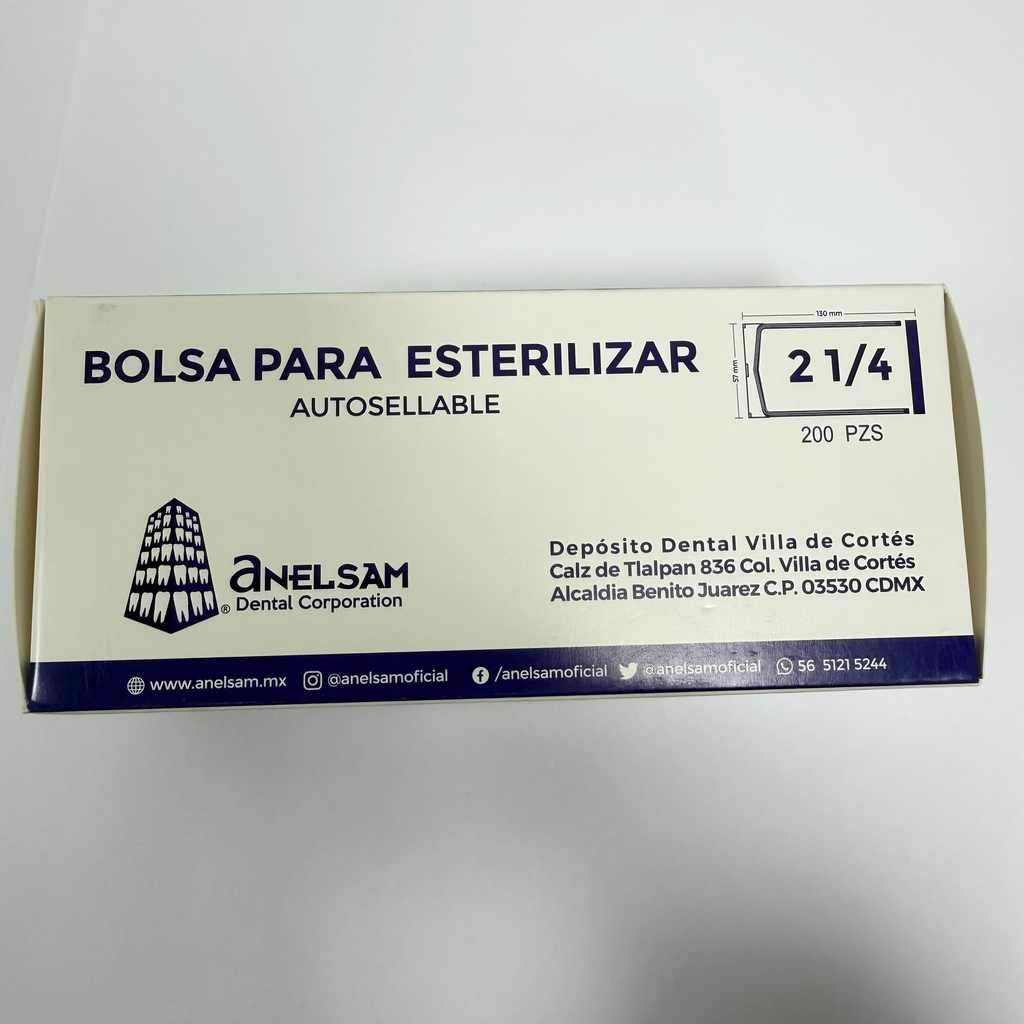 BOLSA PARA ESTERILIZAR
AUTOSELLABLE
130 mm
57 mm
2 1/4
200 PZS
ANELSAM
®
Dental Corporation
Depósito Dental Villa de Cortés
Calz de Tlalpan 836 Col. Villa de Cortés
Alcaldia Benito Juarez C.P. 03530 CDMX
www.anelsam.mx @anelsamoficial /anelsamoficial @anelsamoficial 56 5121 5244